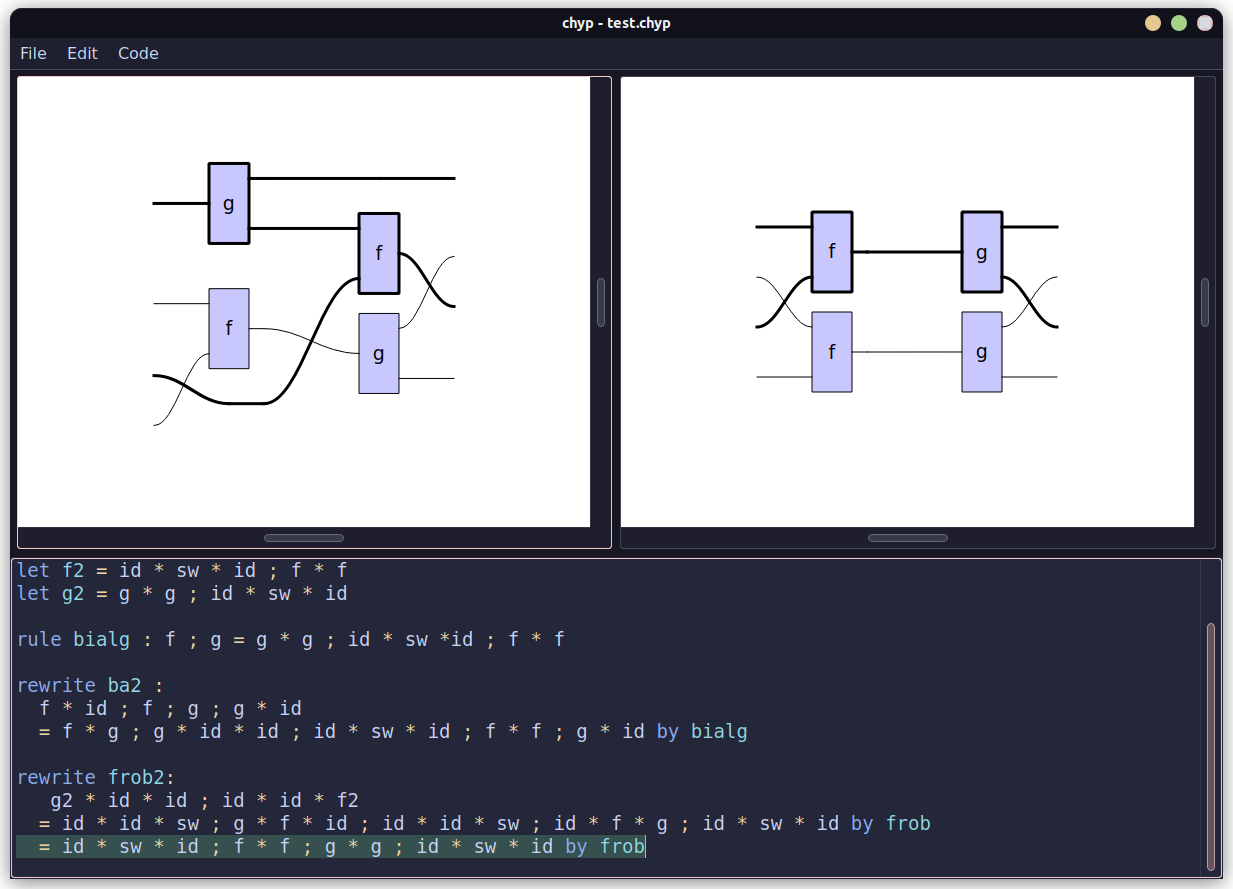 chyp - test.chyp
File Edit Code
g
f
f
g
f
g
f
g
let f2 = id * sw * id ; f * f
let g2 = g * g ; id * sw * id
rule bialg : f ; g = g * g ; id * sw *id ; f * f
rewrite ba2 :
  f * id ; f ; g ; g * id
  = f * g ; g * id * id ; id * sw * id ; f * f ; g * id by bialg
rewrite frob2:
   g2 * id * id ; id * id * f2
  = id * id * sw ; g * f * id ; id * id * sw ; id * f * g ; id * sw * id by frob
  = id * sw * id ; f * f ; g * g ; id * sw * id by frob